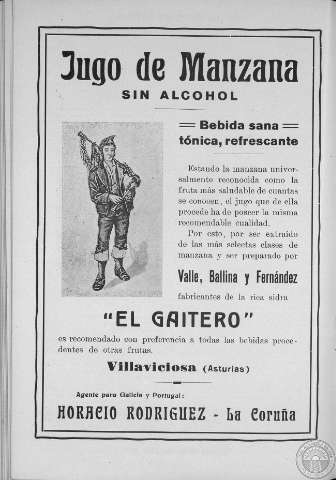 Jugo de Manzana
SIN ALCOHOL
Bebida sana
tónica, refrescante
Estando la manzana univer-
salmente reconocida como la
fruta más saludable de cuantas
se conocen, el jugo que de ella
procede ha de poseer la misma
recomendable cualidad.
Por esto, por ser extraído
de las más selectas clases de
manzana y ser preparado por
Valle, Ballina y Fernández
fabricantes de la rica sidra
"EL GAITERO"
es recomendado con preferencia a todas las bebidas proce-
dentes de otras frutas.
Villaviciosa (Asturias)
Agente para Galicia y Portugal:
HORACIO RODRIGUEZ - La Coruña